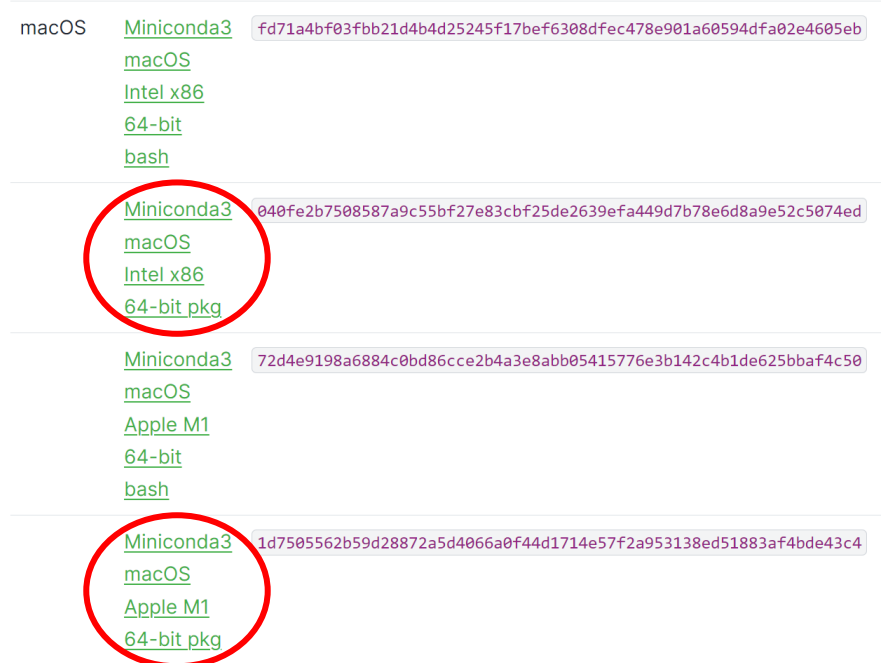 macOS Miniconda3 fd71a4bf03fbb21d4b4d25245f17bef6308dfec478e901a60594dfa02e4605eb
macOS
Intel x86
64-bit
bash
Miniconda3 040fe2b7508587a9c55bf27e83cbf25de2639efa449d7b78e6d8a9e52c5074ed
macOS
Intel x86
64-bit pkg
Miniconda3 72d4e9198a6884c0bd86cce2b4a3e8abb05415776e3b142c4b1de625bbaf4c50
macOS
Apple M1
64-bit
bash
Miniconda3 1d7505562b59d28872a5d4066a0f44d1714e57f2a953138ed51883af4bde43c4
macOS
Apple M1
64-bit pkg